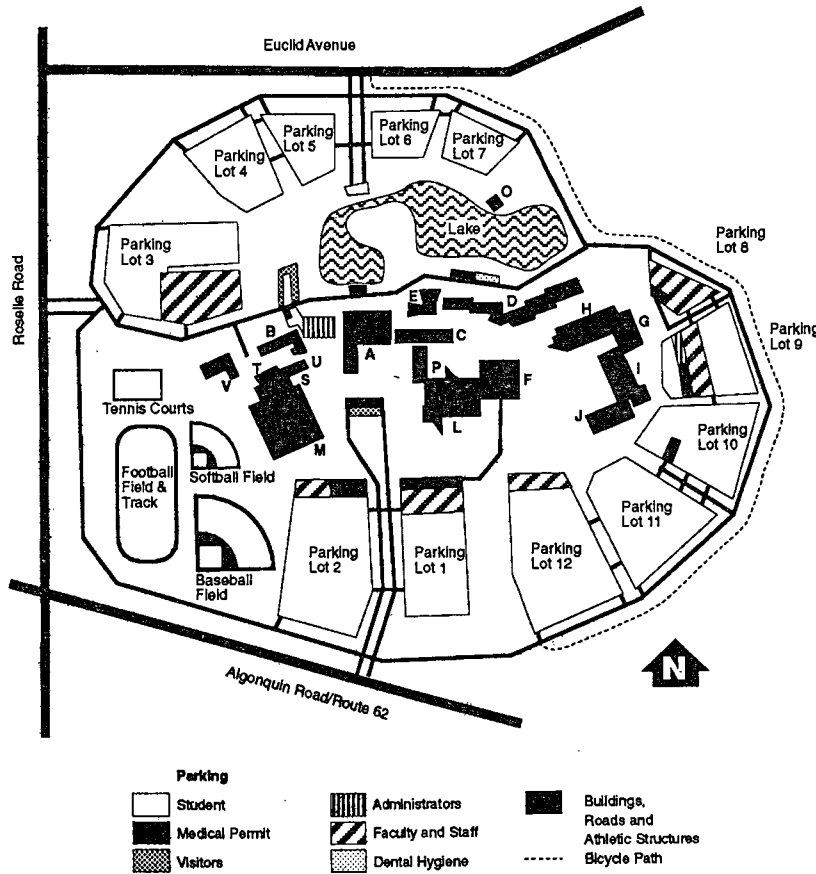 Euclid Avenue
Parking
Lot 5
Parking
Lot 6
Parking
Lot 4
Parking
Lot 7
O
Lake
Parking
Lot 3
Parking
Lot 8
Roselle Road
E
D
H
G
B
C
Parking
Lot 9
U
A
T
S
P
F
I
V
Tennis Courts
J
L
M
Parking
Lot 10
Football
Field &
Track
Softball Field
Parking
Lot 11
Parking
Lot 2
Parking
Lot 1
Parking
Lot 12
Baseball
Field
N
Algonquin Road/Route 62
Parking
Student
Medical Permit
Visitors
Administrators
Faculty and Staff
Dental Hygiene
Buildings,
Roads and
Athletic Structures
Bicycle Path